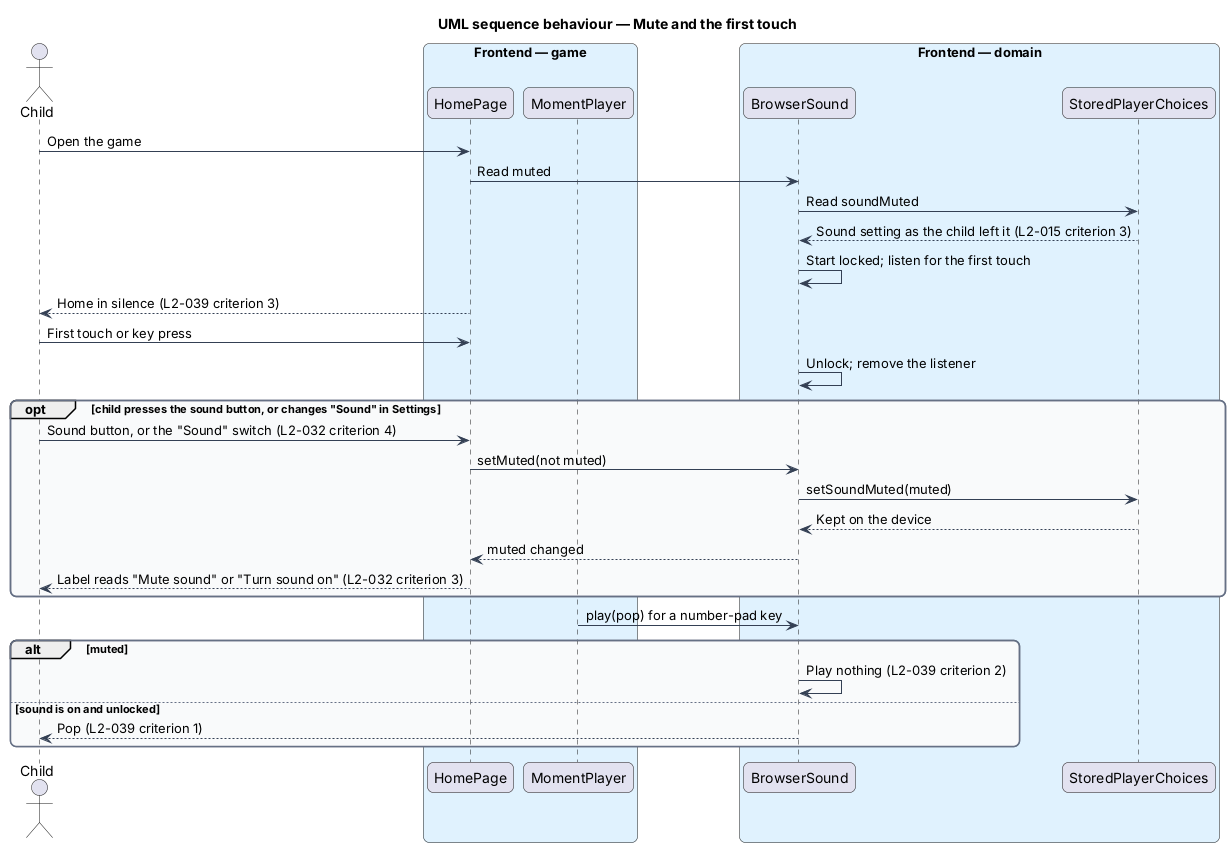 UML sequence behaviour — Mute and the first touch
Frontend — game
Frontend — domain
Child
HomePage
MomentPlayer
BrowserSound
StoredPlayerChoices
Open the game
Read muted
Read soundMuted
Sound setting as the child left it (L2-015 criterion 3)
Start locked; listen for the first touch
Home in silence (L2-039 criterion 3)
First touch or key press
Unlock; remove the listener
opt
[child presses the sound button, or changes "Sound" in Settings]
Sound button, or the "Sound" switch (L2-032 criterion 4)
setMuted(not muted)
setSoundMuted(muted)
Kept on the device
muted changed
Label reads "Mute sound" or "Turn sound on" (L2-032 criterion 3)
play(pop) for a number-pad key
alt
[muted]
Play nothing (L2-039 criterion 2)
[sound is on and unlocked]
Pop (L2-039 criterion 1)
Child
HomePage
MomentPlayer
BrowserSound
StoredPlayerChoices